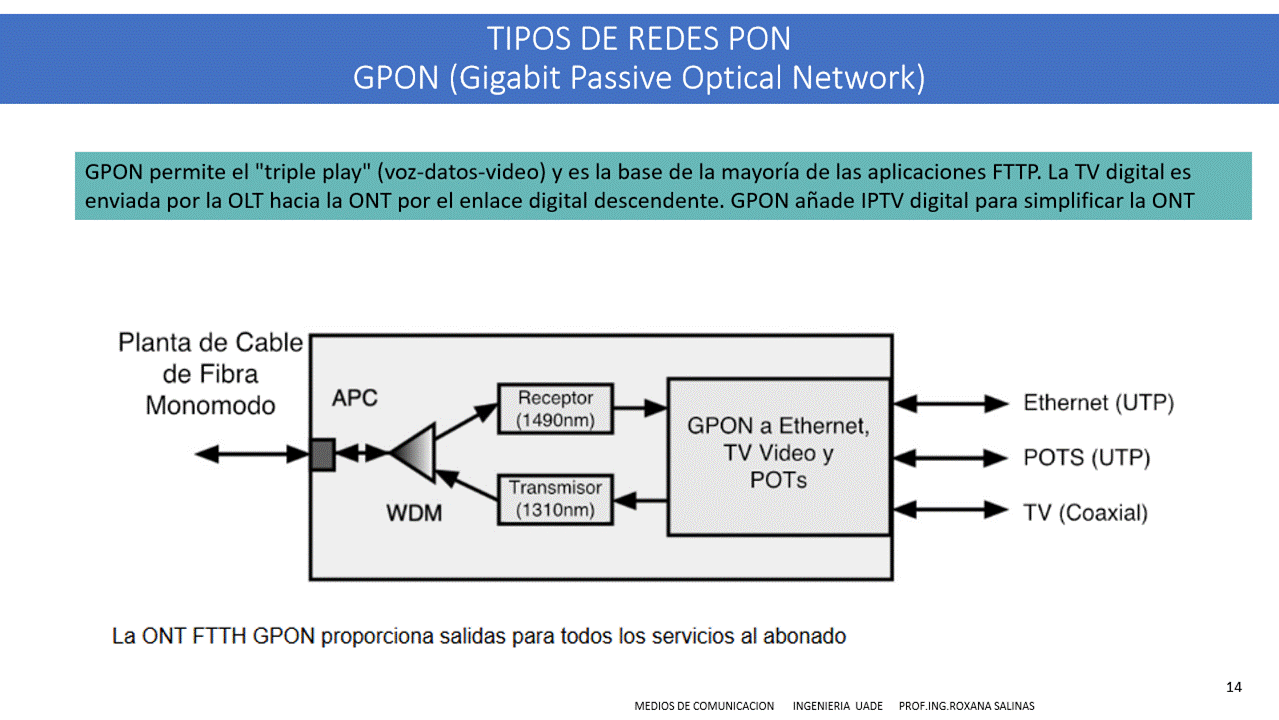 TIPOS DE REDES PON
GPON (Gigabit Passive Optical Network)
GPON permite el "triple play" (voz-datos-video) y es la base de la mayoría de las aplicaciones FTTP. La TV digital es
enviada por la OLT hacia la ONT por el enlace digital descendente. GPON añade IPTV digital para simplificar la ONT
Planta de Cable
de Fibra
Monomodo
APC
WDM
Receptor
(1490nm)
Transmisor
(1310nm)
GPON a Ethernet,
TV Video y
POTs
Ethernet (UTP)
POTS (UTP)
TV (Coaxial)
La ONT FTTH GPON proporciona salidas para todos los servicios al abonado
14
MEDIOS DE COMUNICACION INGENIERIA UADE PROF.ING.ROXANA SALINAS